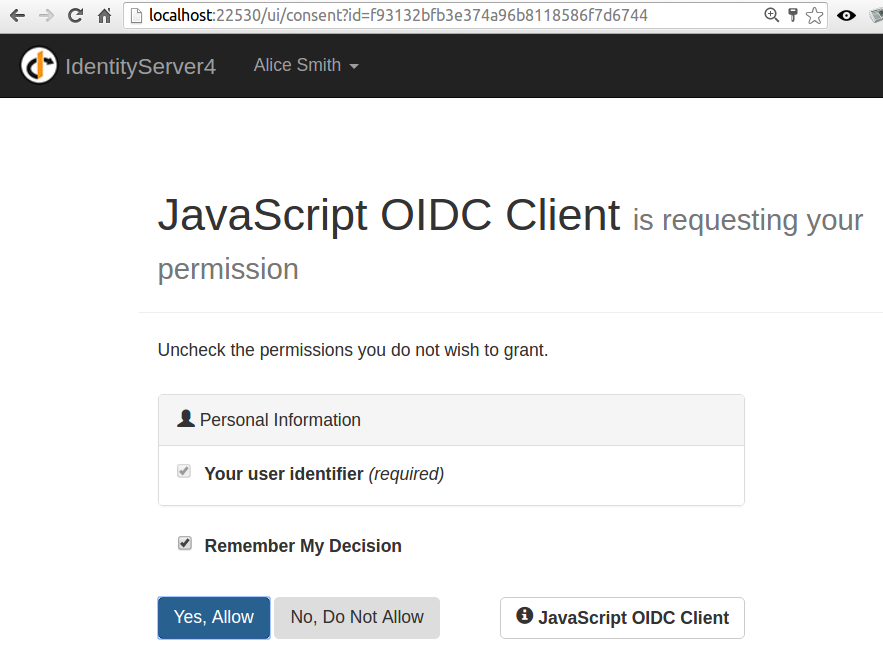 localhost:22530/ui/consent?id=f93132bfb3e374a96b8118586f7d6744
IdentityServer4 Alice Smith
JavaScript OIDC Client is requesting your
permission
Uncheck the permissions you do not wish to grant.
Personal Information
Your user identifier (required)
Remember My Decision
Yes, Allow No, Do Not Allow JavaScript OIDC Client